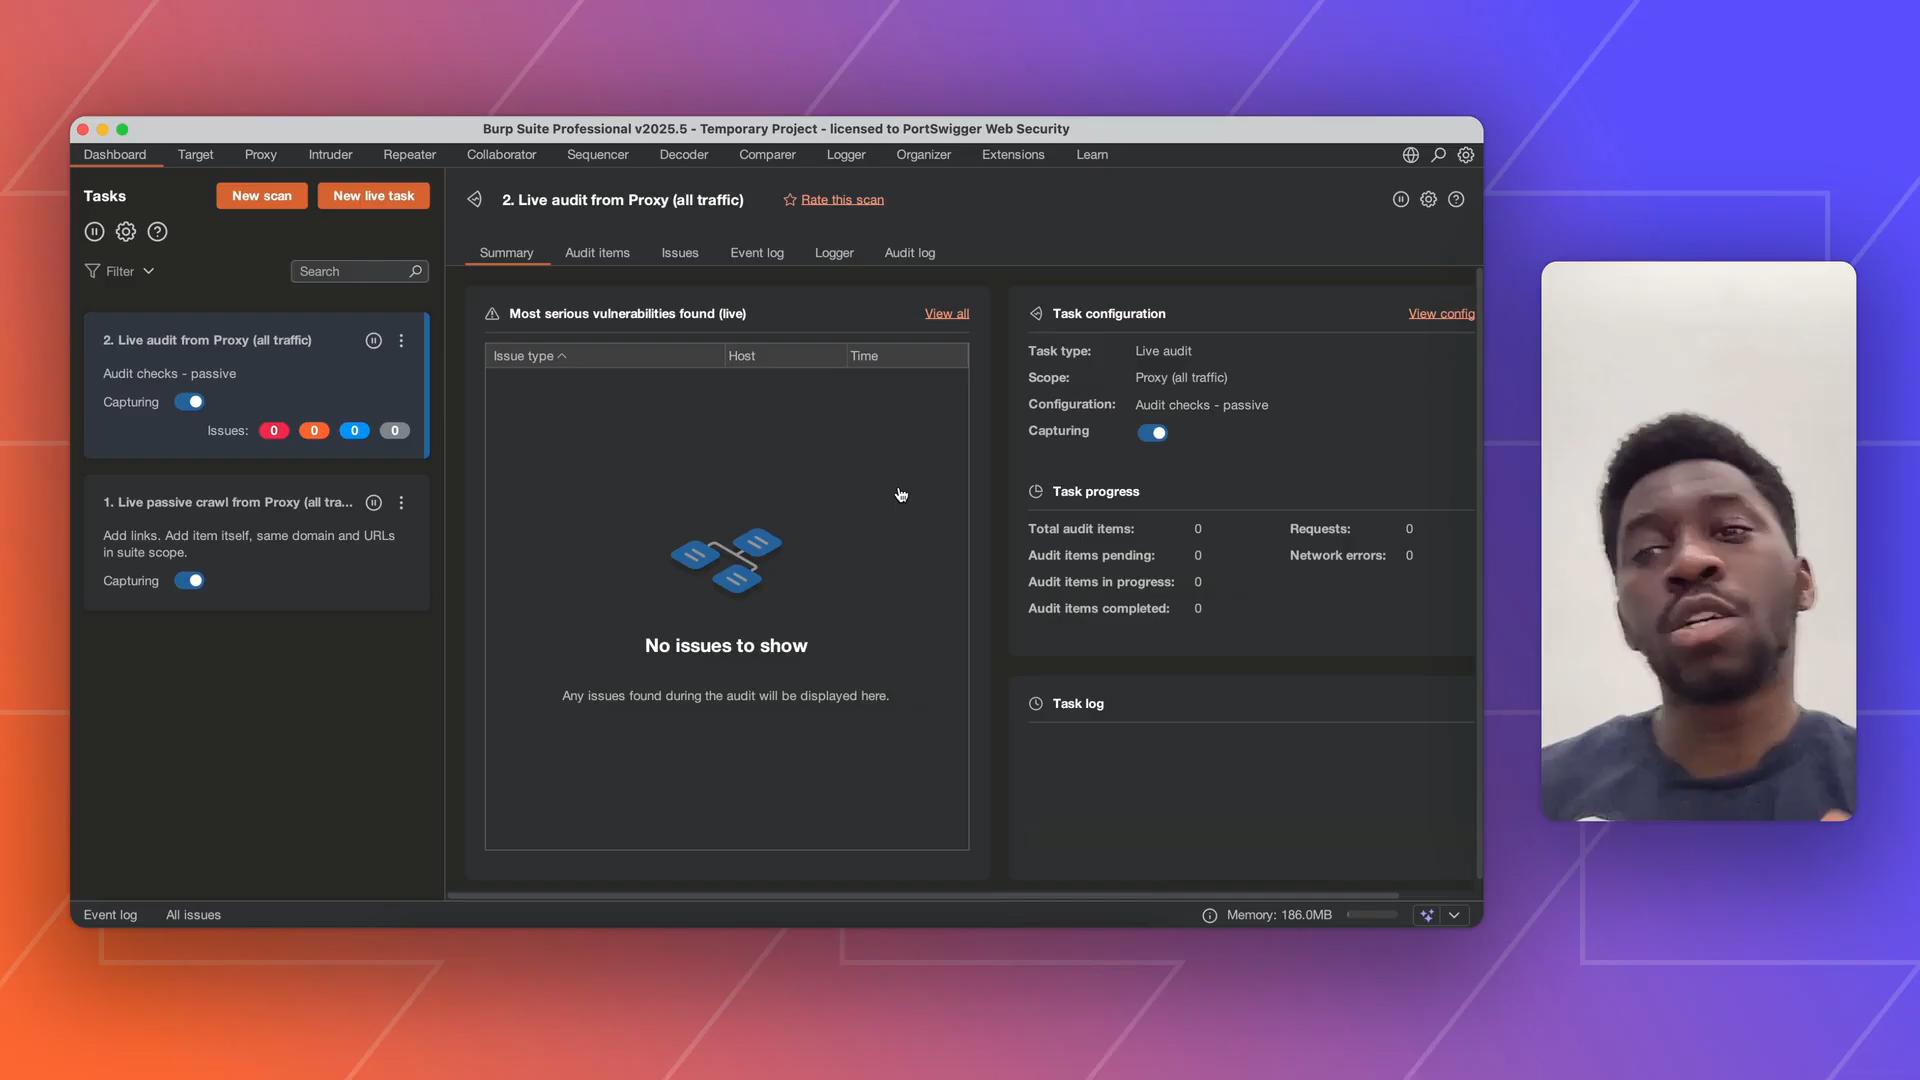 Burp Suite Professional v2025.5 - Temporary Project - licensed to PortSwigger Web Security
Dashboard Target Proxy Intruder Repeater Collaborator Sequencer Decoder Comparer Logger Organizer Extensions Learn
Tasks
New scan
New live task
Filter
Search
2. Live audit from Proxy (all traffic)
Audit checks - passive
Capturing
Issues: 0 0 0 0
1. Live passive crawl from Proxy (all tra...
Add links. Add item itself, same domain and URLs
in suite scope.
Capturing
2. Live audit from Proxy (all traffic)
Rate this scan
Summary Audit items Issues Event log Logger Audit log
Most serious vulnerabilities found (live)
View all
Issue type Host Time
No issues to show
Any issues found during the audit will be displayed here.
Task configuration
View config
Task type: Live audit
Scope: Proxy (all traffic)
Configuration: Audit checks - passive
Capturing
Task progress
Total audit items: 0 Requests: 0
Audit items pending: 0 Network errors: 0
Audit items in progress: 0
Audit items completed: 0
Task log
Event log All issues
Memory: 186.0MB